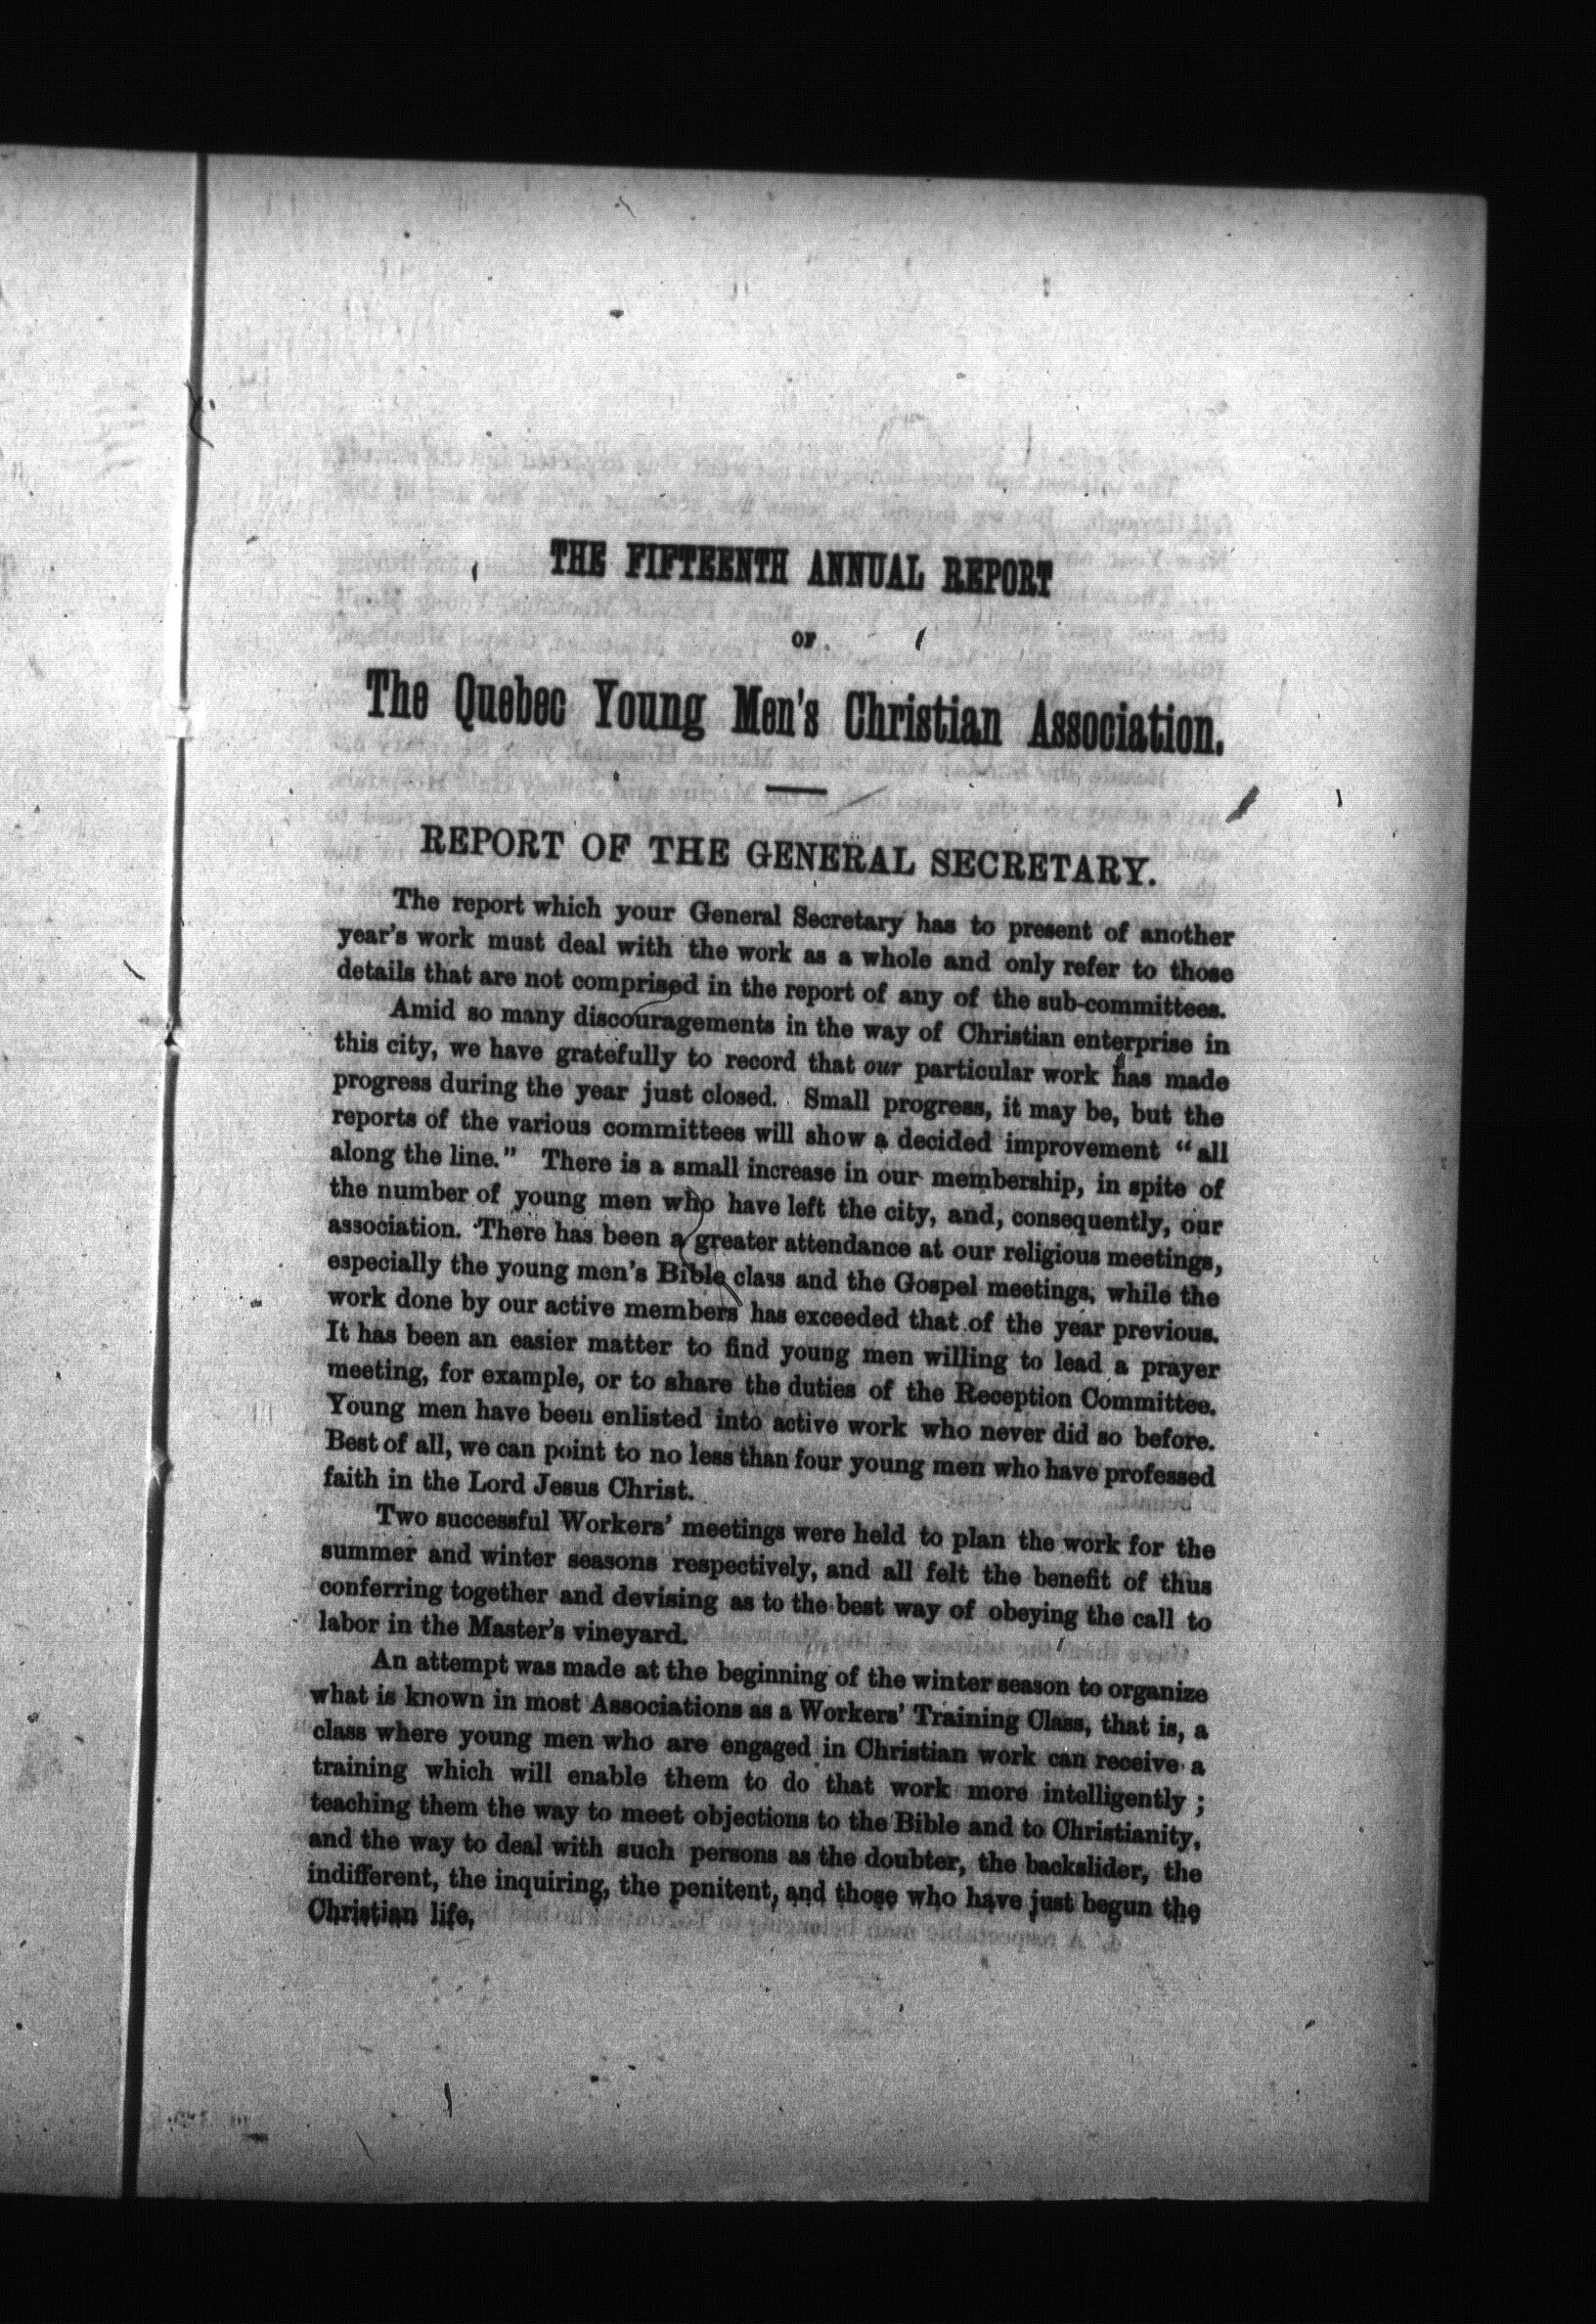 THE FIFTEENTH ANNUAL REPORT
OF
The Quebec Young Men's Christian Association.
REPORT OF THE GENERAL SECRETARY.
The report which your General Secretary has to present of another
year's work must deal with the work as a whole and only refer to those
details that are not comprised in the report of any of the sub-committees.
Amid so many discouragements in the way of Christian enterprise in
this city, we have gratefully to record that our particular work has made
progress during the year just closed. Small progress, it may be, but the
reports of the various committees will show a decided improvement "all
along the line." There is a small increase in our membership, in spite of
the number of young men who have left the city, and, consequently, our
association. There has been a greater attendance at our religious meetings,
especially the young men's Bible class and the Gospel meetings, while the
work done by our active members has exceeded that of the year previous.
It has been an easier matter to find young men willing to lead a prayer
meeting, for example, or to share the duties of the Reception Committee.
Young men have been enlisted into active work who never did so before.
Best of all, we can point to no less than four young men who have professed
faith in the Lord Jesus Christ.
Two successful Workers' meetings were held to plan the work for the
summer and winter seasons respectively, and all felt the benefit of thus
conferring together and devising as to the best way of obeying the call to
labor in the Master's vineyard.
An attempt was made at the beginning of the winter season to organize
what is known in most Associations as a Workers' Training Class, that is, a
class where young men who are engaged in Christian work can receive a
training which will enable them to do that work more intelligently ;
teaching them the way to meet objections to the Bible and to Christianity,
and the way to deal with such persons as the doubter, the backslider, the
indifferent, the inquiring, the penitent, and those who have just begun the
Christian life,